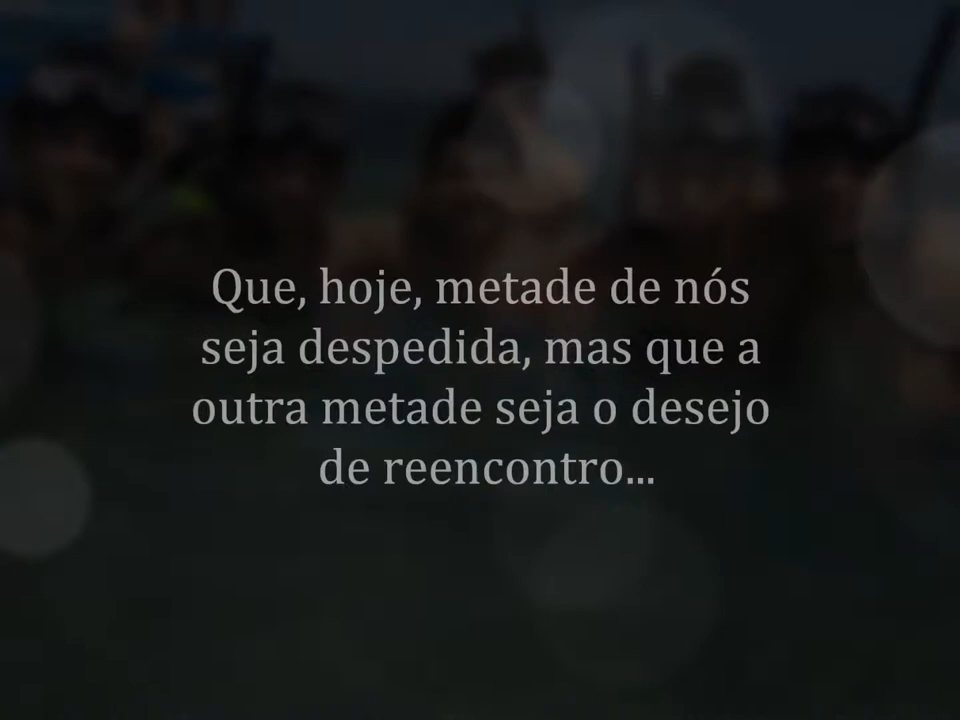 Que, hoje, metade de nós
seja despedida, mas que a
outra metade seja o desejo
de reencontro...